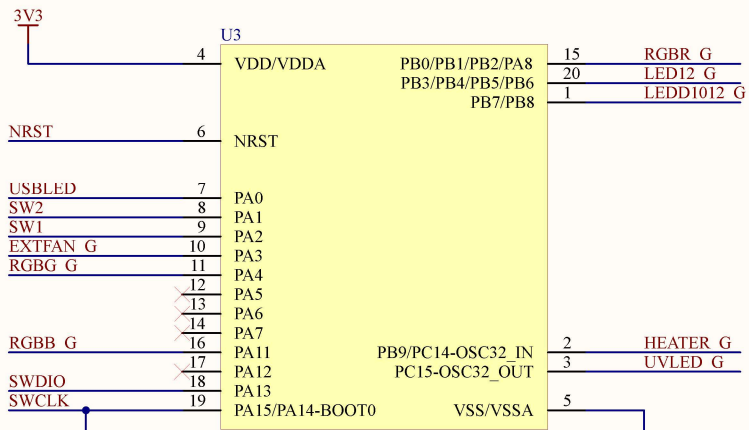 3V3
U3
4 VDD/VDDA PB0/PB1/PB2/PA8 15 RGBR_G
PB3/PB4/PB5/PB6 20 LED12_G
PB7/PB8 1 LEDD1012_G
NRST 6 NRST
USBLED 7 PA0
SW2 8 PA1
SW1 9 PA2
EXTFAN_G 10 PA3
RGBG_G 11 PA4
12 PA5
13 PA6
14 PA7
RGBB_G 16 PA11 PB9/PC14-OSC32_IN 2 HEATER_G
17 PA12 PC15-OSC32_OUT 3 UVLED_G
SWDIO 18 PA13
SWCLK 19 PA15/PA14-BOOT0 VSS/VSSA 5